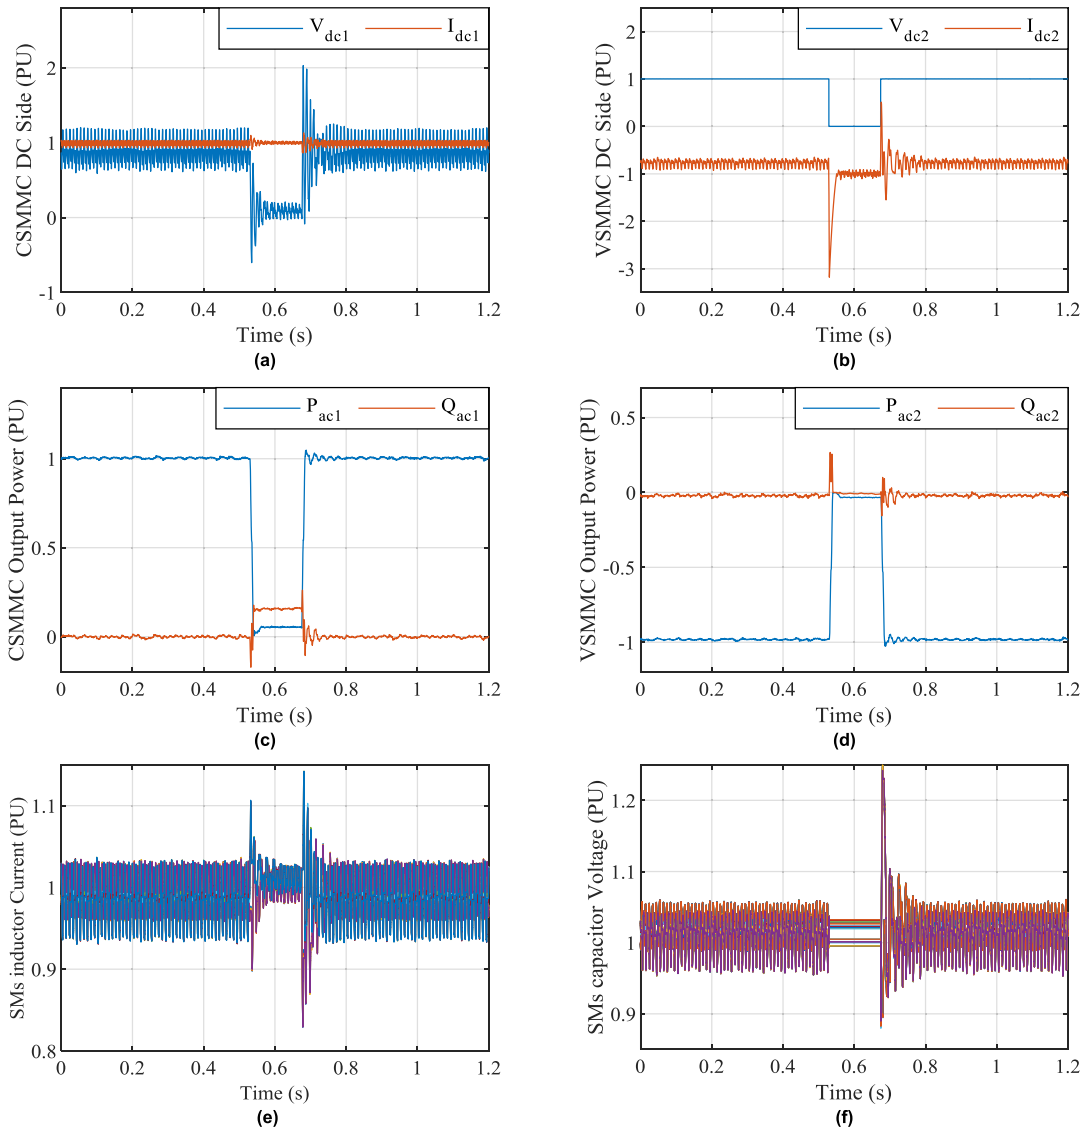 CSMMC DC Side (PU)
V_dc1 I_dc1
2
1
0
-1
0 0.2 0.4 0.6 0.8 1 1.2
Time (s)
(a)
VSMMC DC Side (PU)
V_dc2 I_dc2
2
1
0
-1
-2
-3
0 0.2 0.4 0.6 0.8 1 1.2
Time (s)
(b)
CSMMC Output Power (PU)
P_ac1 Q_ac1
1
0.5
0
0 0.2 0.4 0.6 0.8 1 1.2
Time (s)
(c)
VSMMC Output Power (PU)
P_ac2 Q_ac2
0.5
0
-0.5
-1
0 0.2 0.4 0.6 0.8 1 1.2
Time (s)
(d)
SMs inductor Current (PU)
1.1
1
0.9
0.8
0 0.2 0.4 0.6 0.8 1 1.2
Time (s)
(e)
SMs capacitor Voltage (PU)
1.2
1.1
1
0.9
0 0.2 0.4 0.6 0.8 1 1.2
Time (s)
(f)